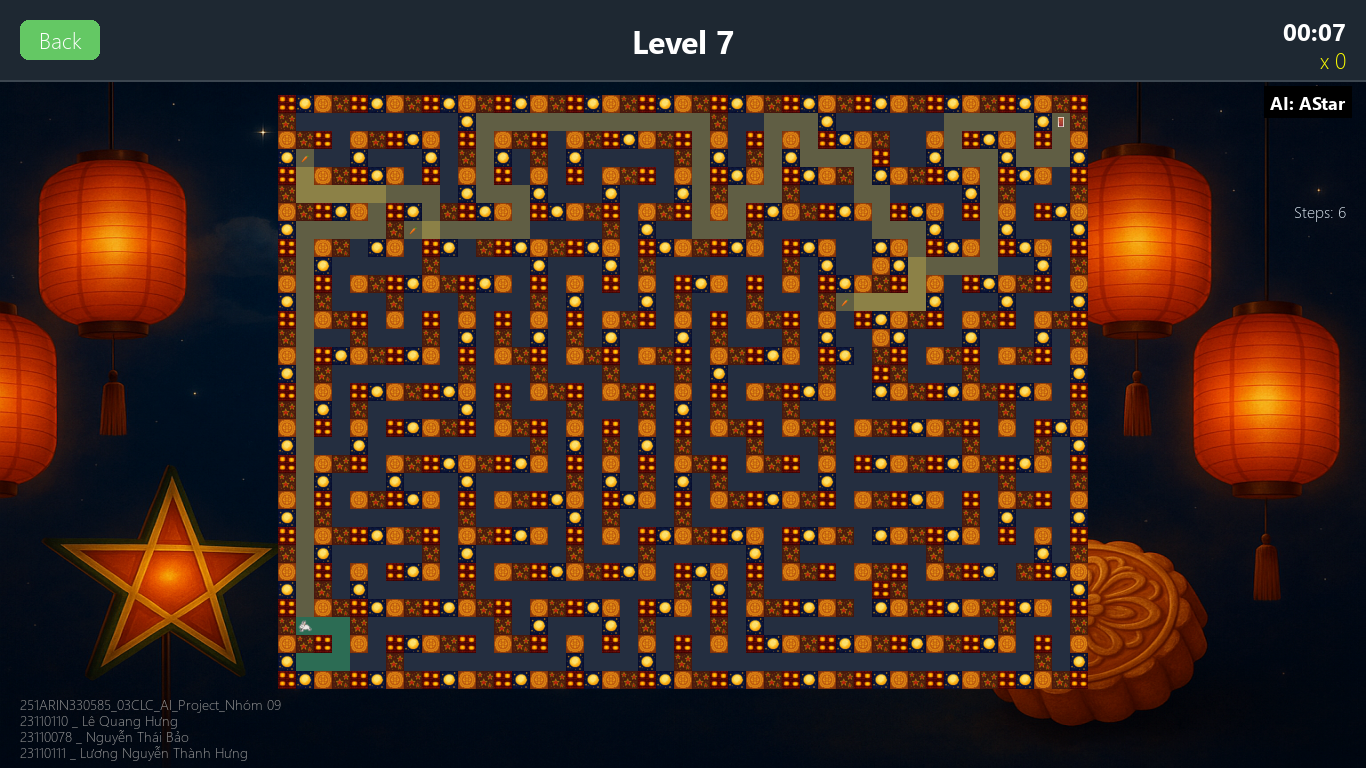 Back
Level 7
00:07
x 0
AI: AStar
Steps: 6
251ARIN330585_03CLC_AI_Project_Nhóm 09
23110110 _ Lê Quang Hưng
23110078 _ Nguyễn Thái Bảo
23110111 _ Lương Nguyễn Thành Hưng